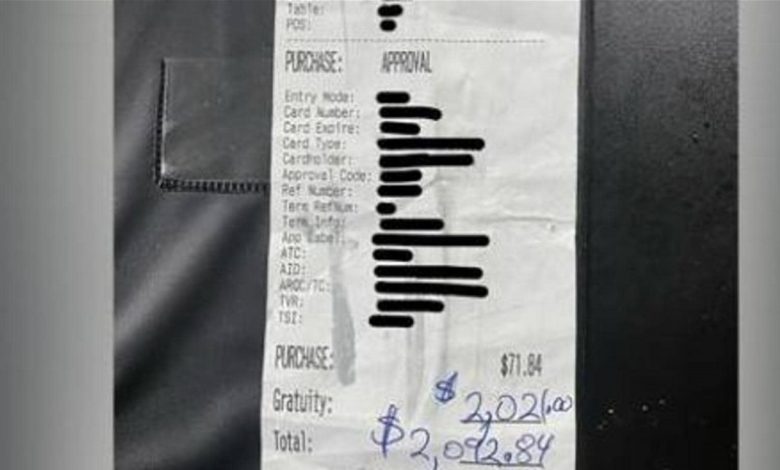 Table:
POS:
PURCHASE: APPROVAL
Entry Mode:
Card Number:
Card Expire:
Card Type:
Cardholder:
Approval Code:
Ref Number:
Term RefNum:
Term Info:
App Label:
ATC:
AID:
ARQC/TC:
TVR:
TSI:
PURCHASE: $71.84
Gratuity: $2,021.00
Total: $2,092.84